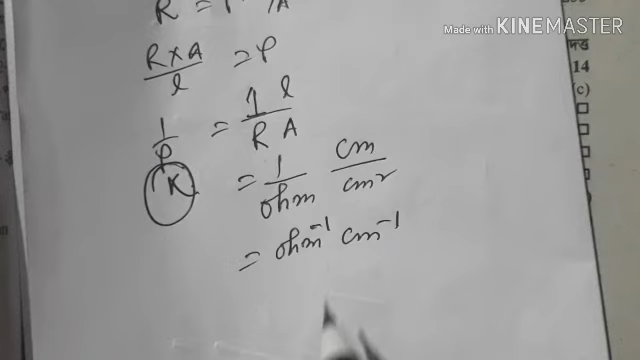 Made with KINEMASTER
R = ρ l/A
R × A / l = ρ
1/ρ = 1/R l/A
K = 1/ohm cm/cm²
= ohm⁻¹ cm⁻¹
14
(c)